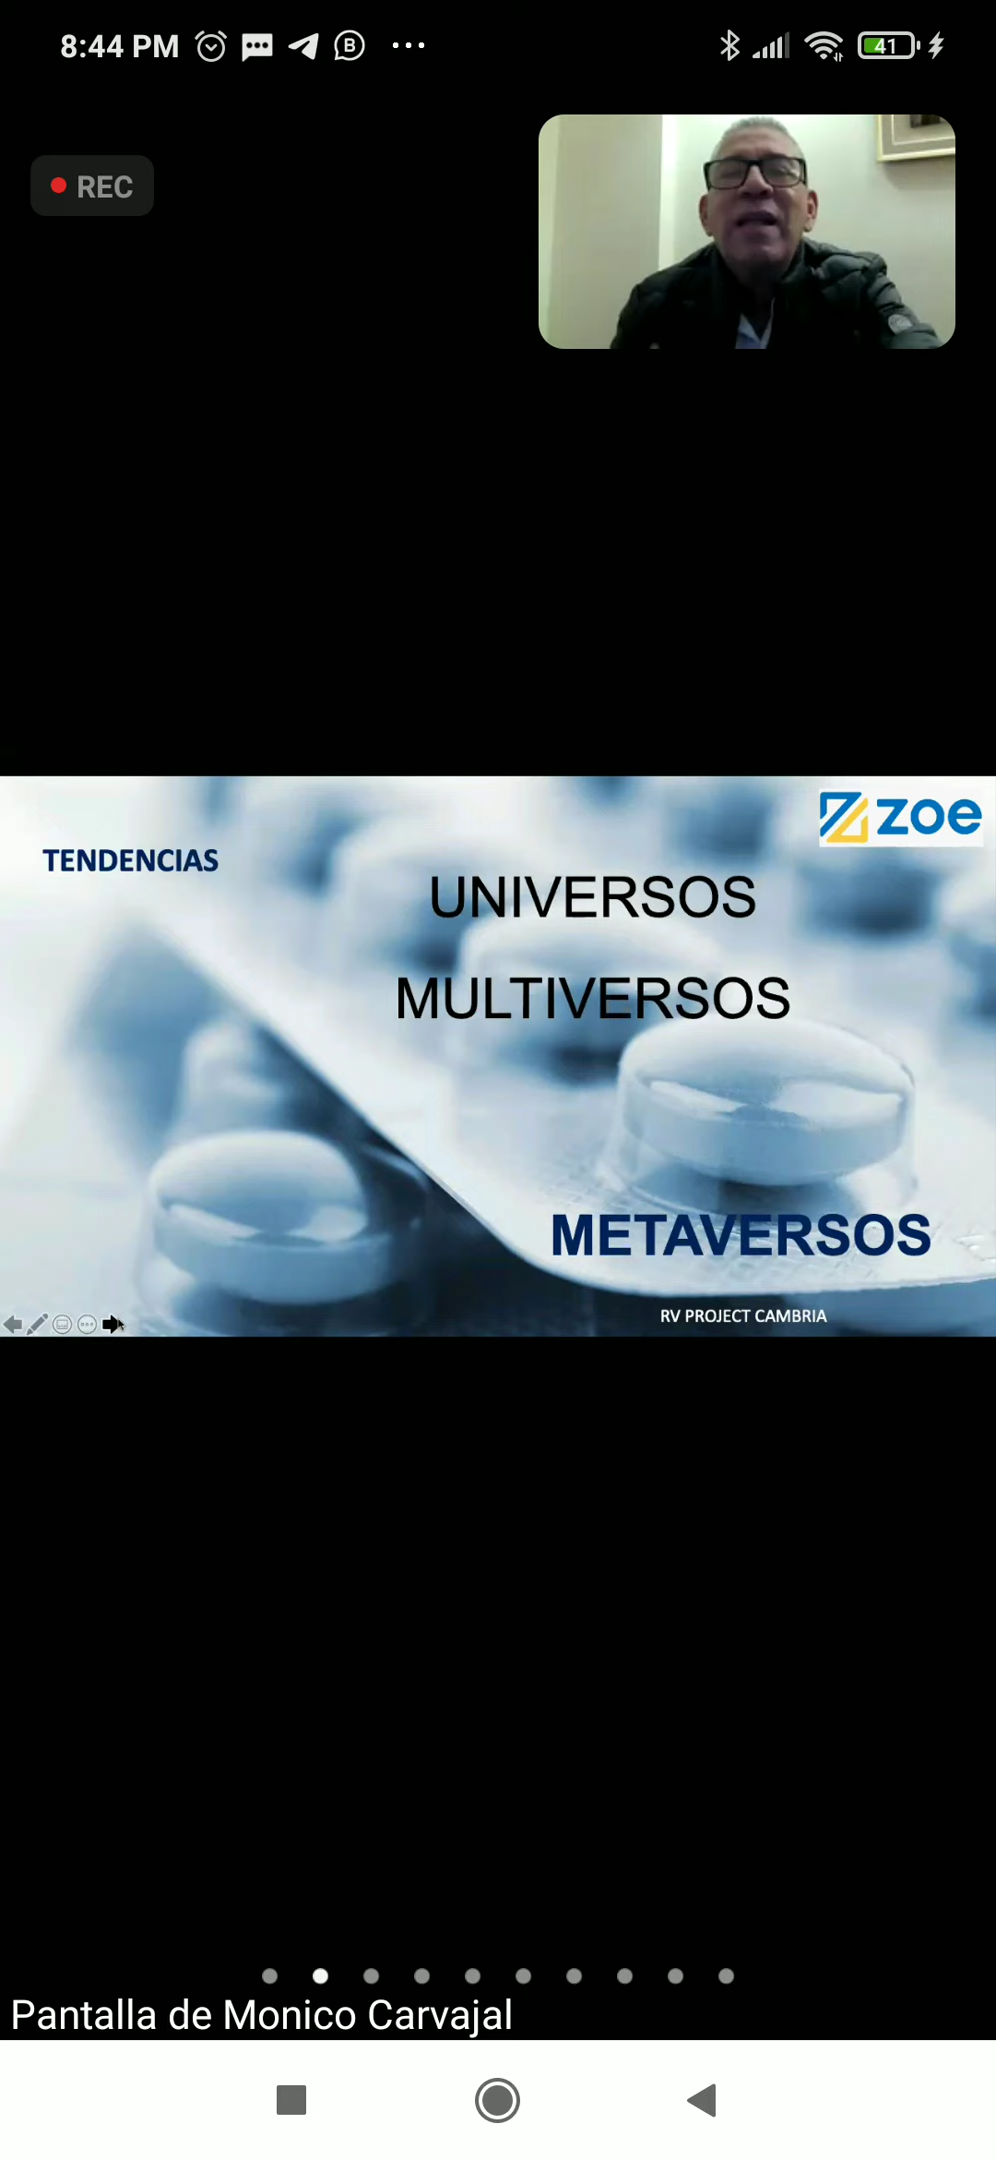 8:44 PM
B
41
REC
zoe
TENDENCIAS
UNIVERSOS
MULTIVERSOS
METAVERSOS
RV PROJECT CAMBRIA
Pantalla de Monico Carvajal